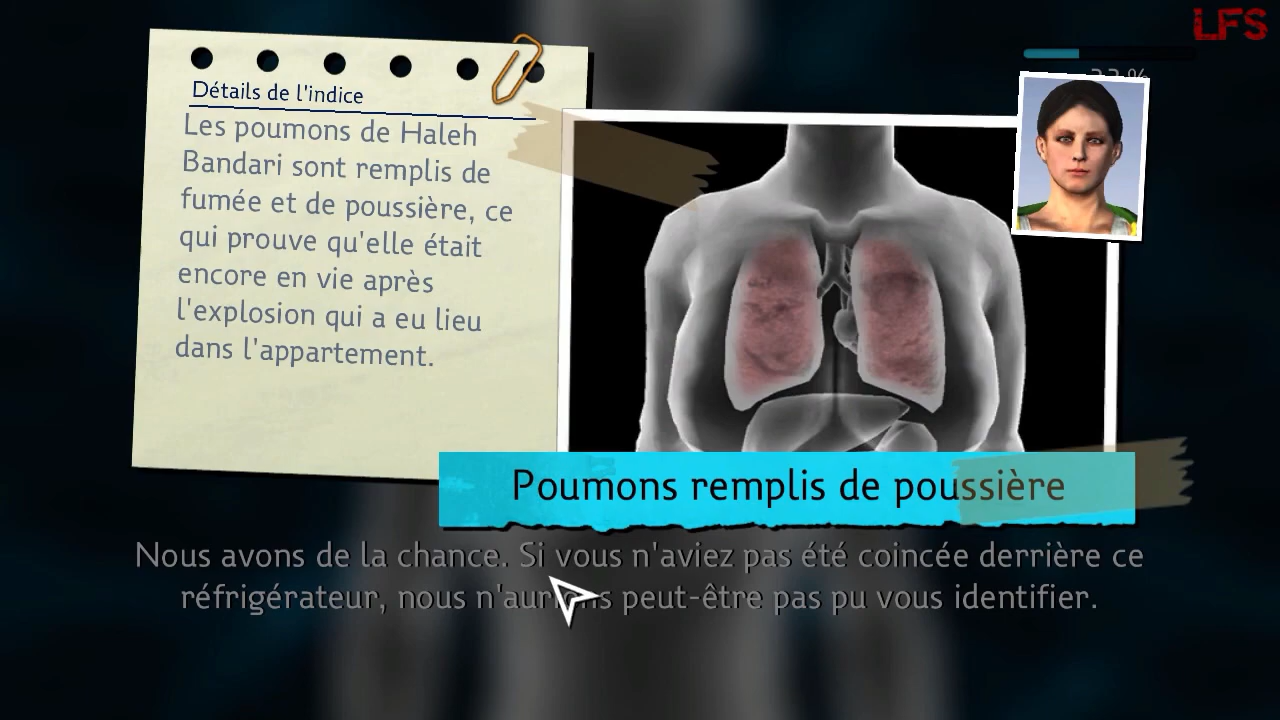 LFS
Détails de l'indice
Les poumons de Haleh
Bandari sont remplis de
fumée et de poussière, ce
qui prouve qu'elle était
encore en vie après
l'explosion qui a eu lieu
dans l'appartement.
Poumons remplis de poussière
Nous avons de la chance. Si vous n'aviez pas été coincée derrière ce
réfrigérateur, nous n'aurions peut-être pas pu vous identifier.